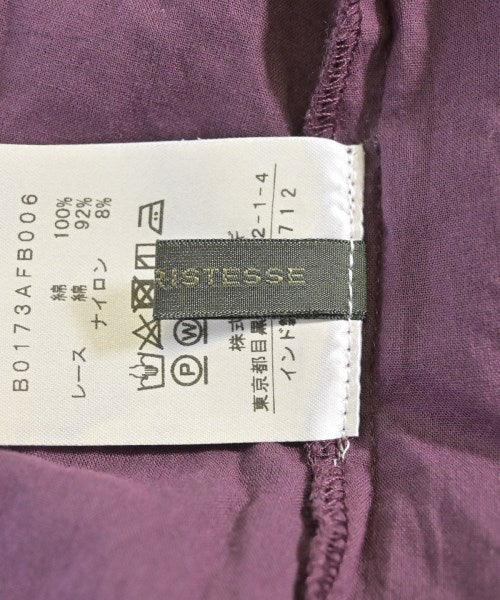 B0173AFB006
綿 100%
綿 92%
レース ナイロン 8%
W
P
株式
東京都目黒 2-1-4
インド 712
RISTESSE